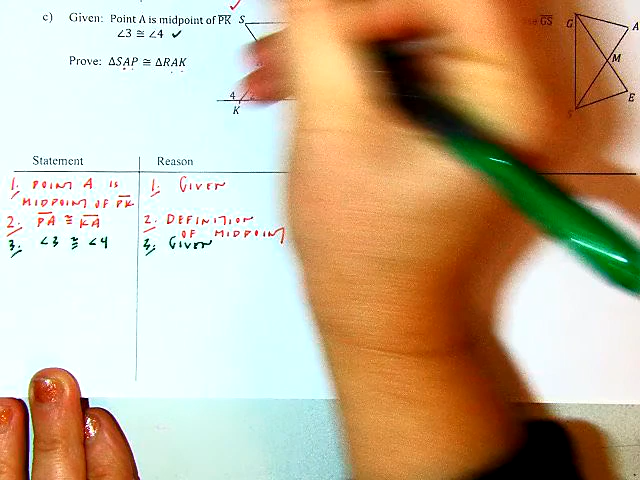 c) Given: Point A is midpoint of PK S
∠3 ≅ ∠4 ✓
Prove: ΔSAP ≅ ΔRAK
4
K
GS
G
A
M
E
S
Statement Reason
1. POINT A IS 1. GIVEN
MIDPOINT OF PK
2. PA ≅ KA 2. DEFINITION
OF MIDPOINT
3. ∠3 ≅ ∠4 3. GIVEN